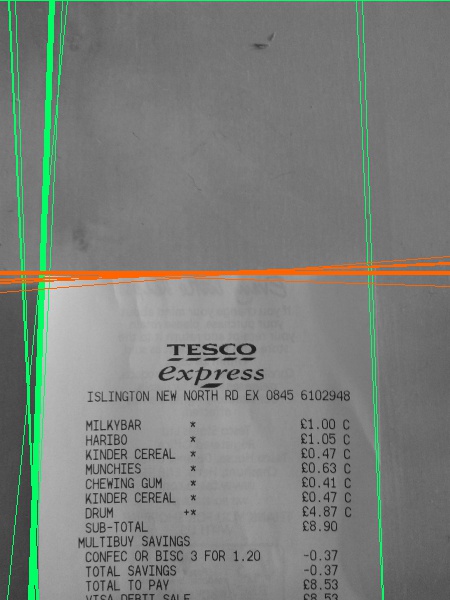 TESCO
express
ISLINGTON NEW NORTH RD EX 0845 6102948
MILKYBAR * £1.00 C
HARIBO * £1.05 C
KINDER CEREAL * £0.47 C
MUNCHIES * £0.63 C
CHEWING GUM * £0.41 C
KINDER CEREAL * £0.47 C
DRUM +* £4.87 C
SUB-TOTAL £8.90
MULTIBUY SAVINGS
CONFEC OR BISC 3 FOR 1.20 -0.37
TOTAL SAVINGS -0.37
TOTAL TO PAY £8.53
VISA DEBIT SALE £8.53